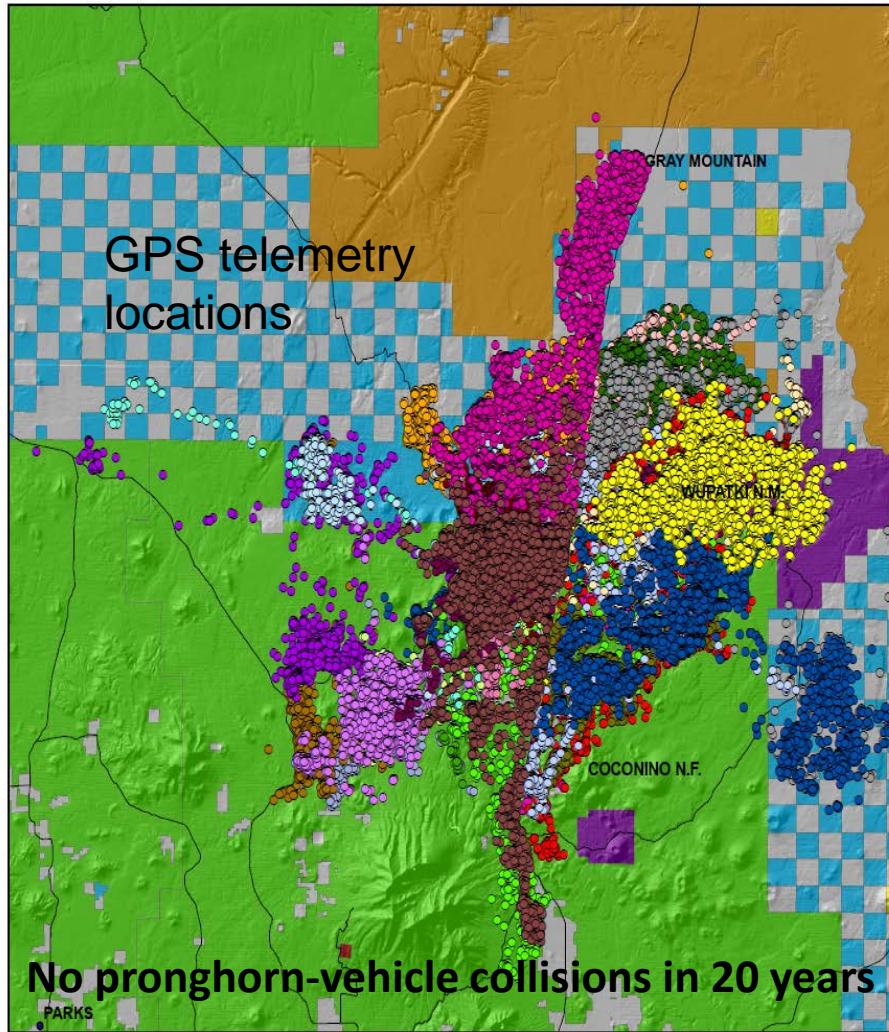 GRAY MOUNTAIN
GPS telemetry
locations
WUPATKI N.M.
COCONINO N.F.
No pronghorn-vehicle collisions in 20 years
PARKS